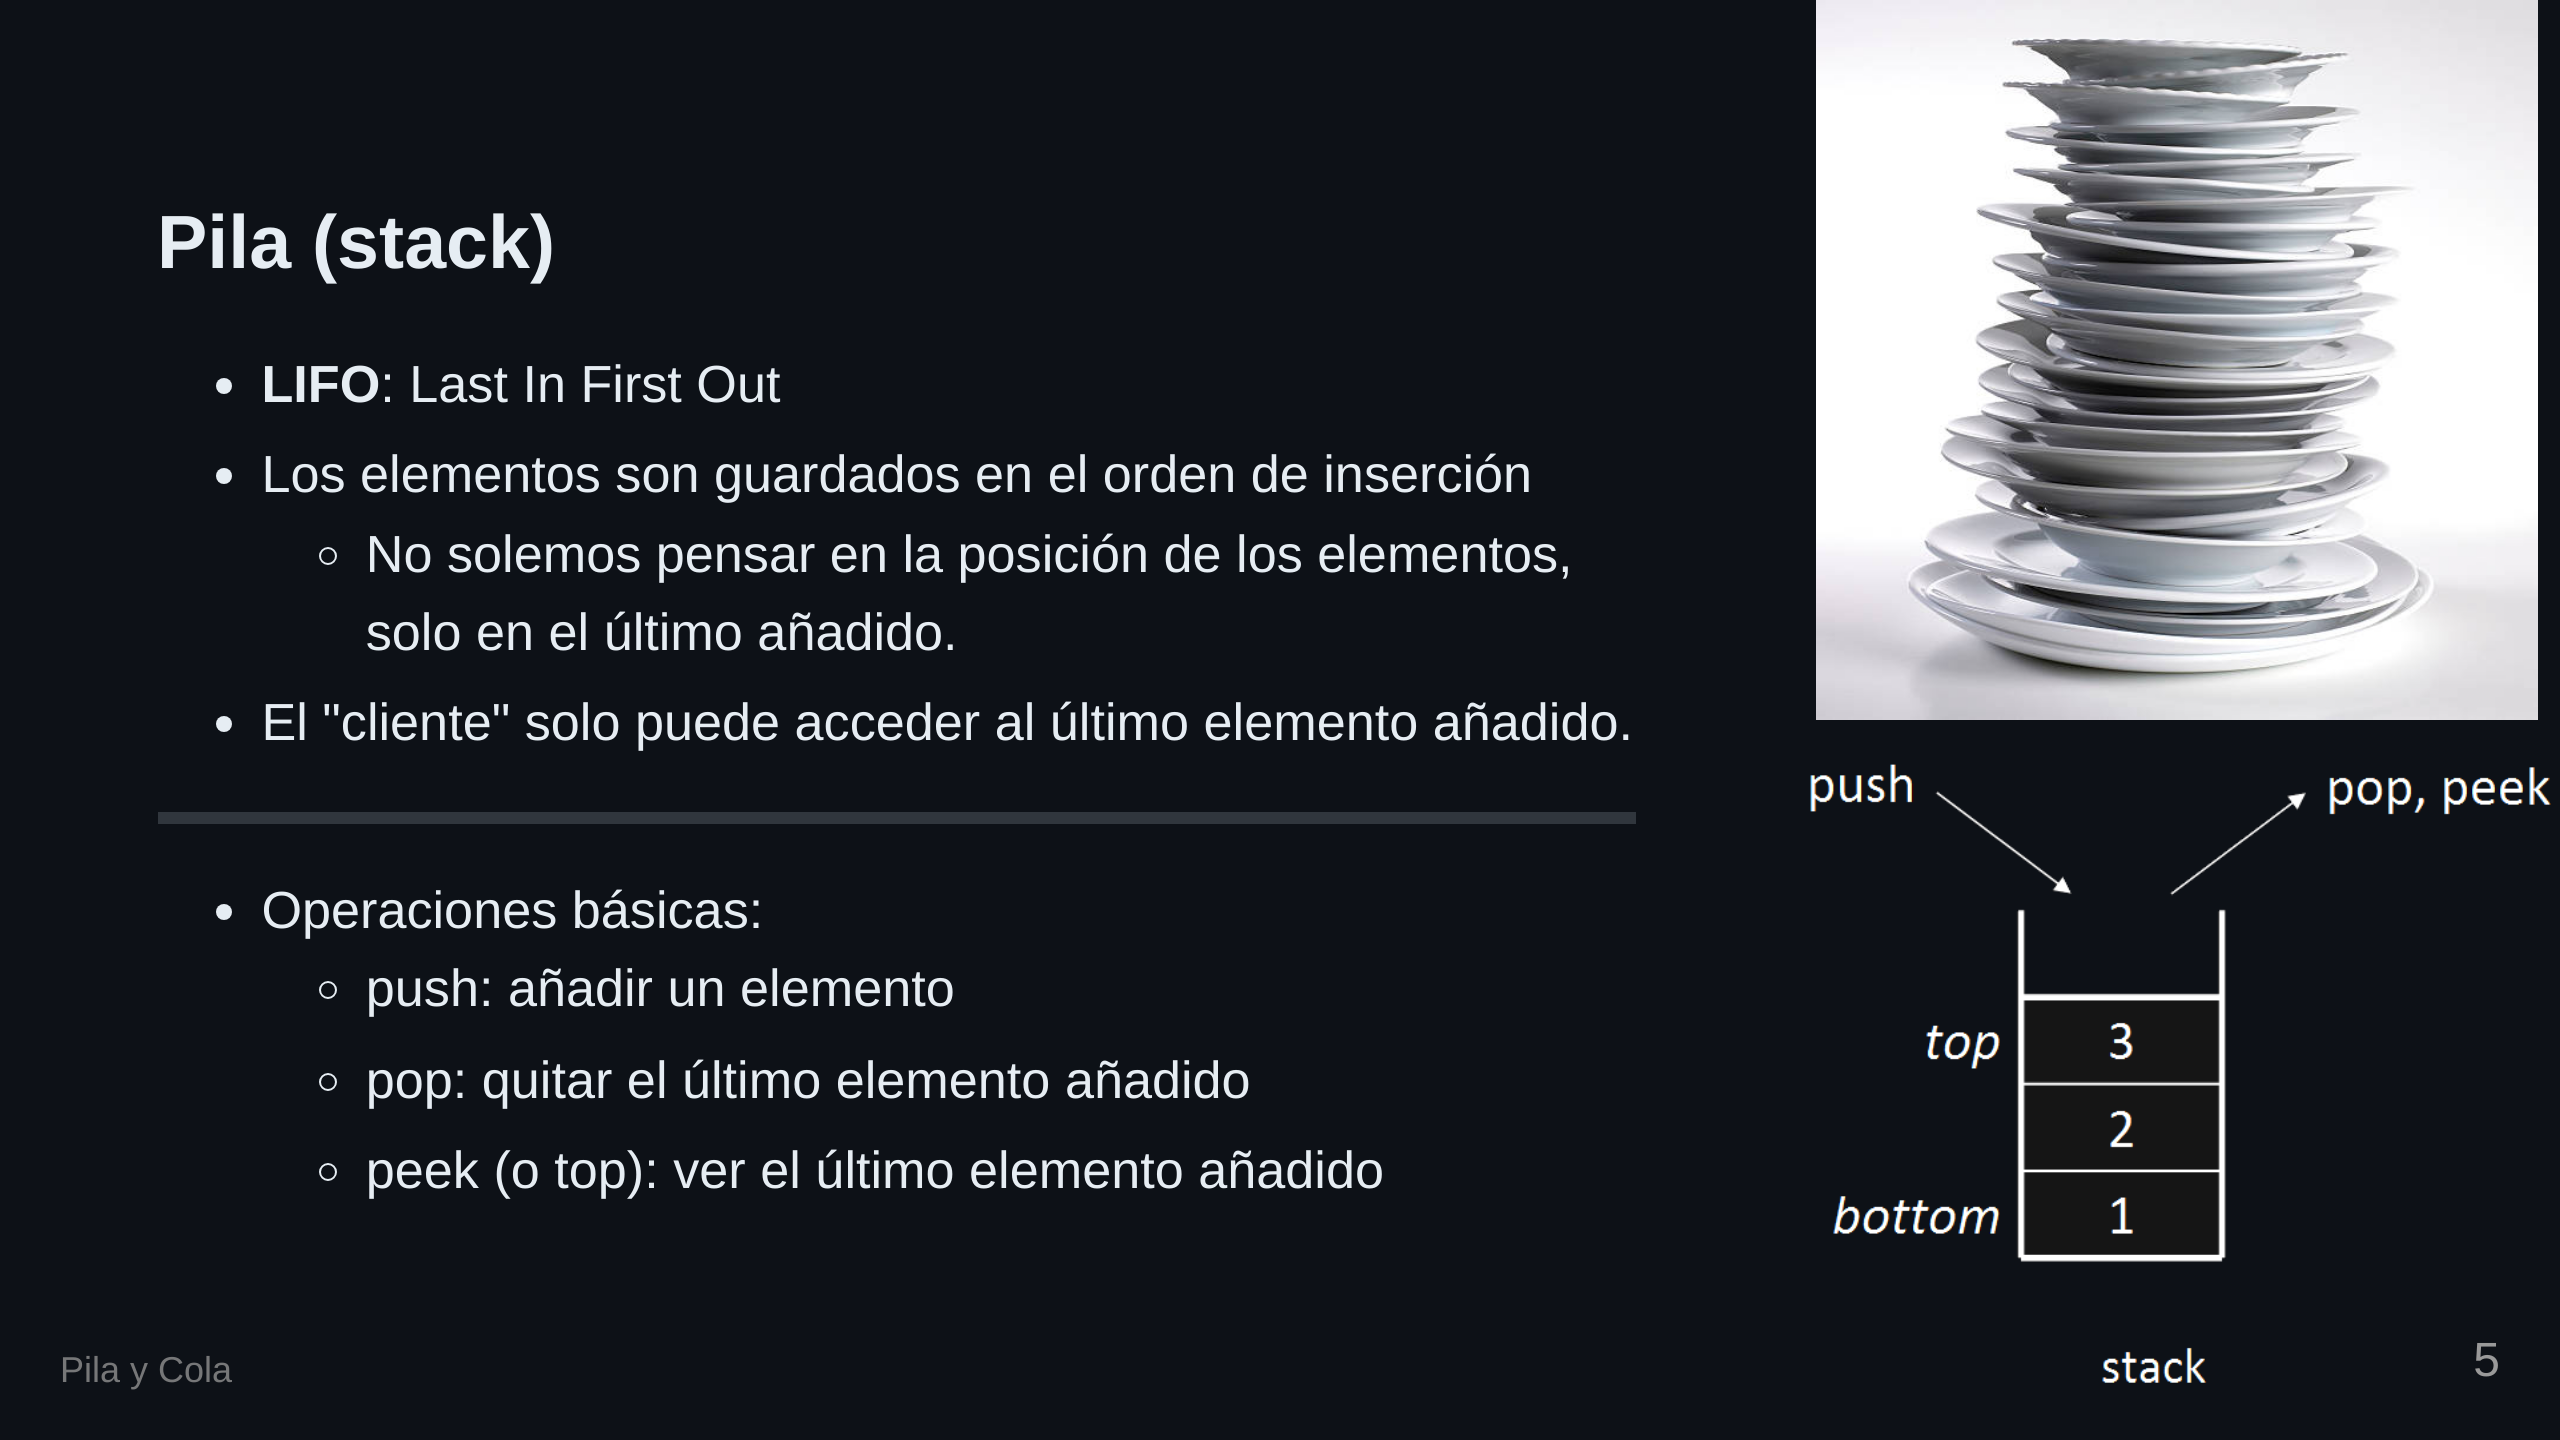 Pila (stack)
LIFO: Last In First Out
Los elementos son guardados en el orden de inserción
No solemos pensar en la posición de los elementos,
solo en el último añadido.
El "cliente" solo puede acceder al último elemento añadido.
Operaciones básicas:
push: añadir un elemento
pop: quitar el último elemento añadido
peek (o top): ver el último elemento añadido
push
pop, peek
top
3
2
bottom
1
stack
Pila y Cola
5